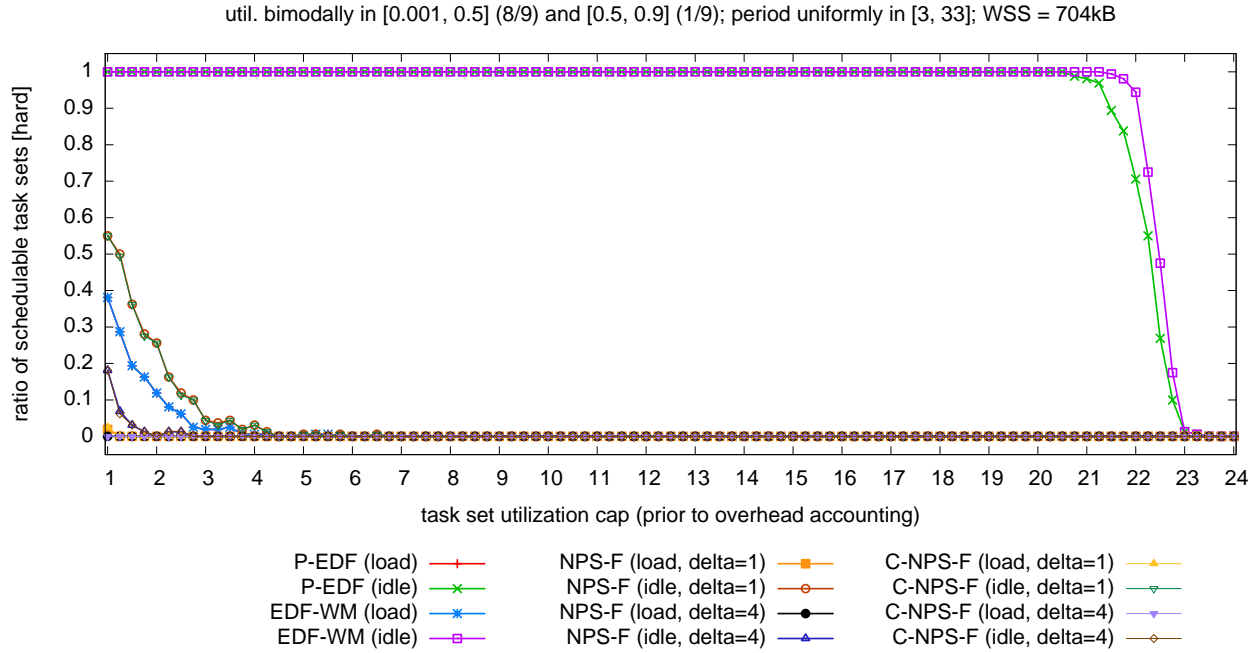 util. bimodally in [0.001, 0.5] (8/9) and [0.5, 0.9] (1/9); period uniformly in [3, 33]; WSS = 704kB
ratio of schedulable task sets [hard]
1
0.9
0.8
0.7
0.6
0.5
0.4
0.3
0.2
0.1
0
1 2 3 4 5 6 7 8 9 10 11 12 13 14 15 16 17 18 19 20 21 22 23 24
task set utilization cap (prior to overhead accounting)
P-EDF (load) NPS-F (load, delta=1) C-NPS-F (load, delta=1)
P-EDF (idle) NPS-F (idle, delta=1) C-NPS-F (idle, delta=1)
EDF-WM (load) NPS-F (load, delta=4) C-NPS-F (load, delta=4)
EDF-WM (idle) NPS-F (idle, delta=4) C-NPS-F (idle, delta=4)